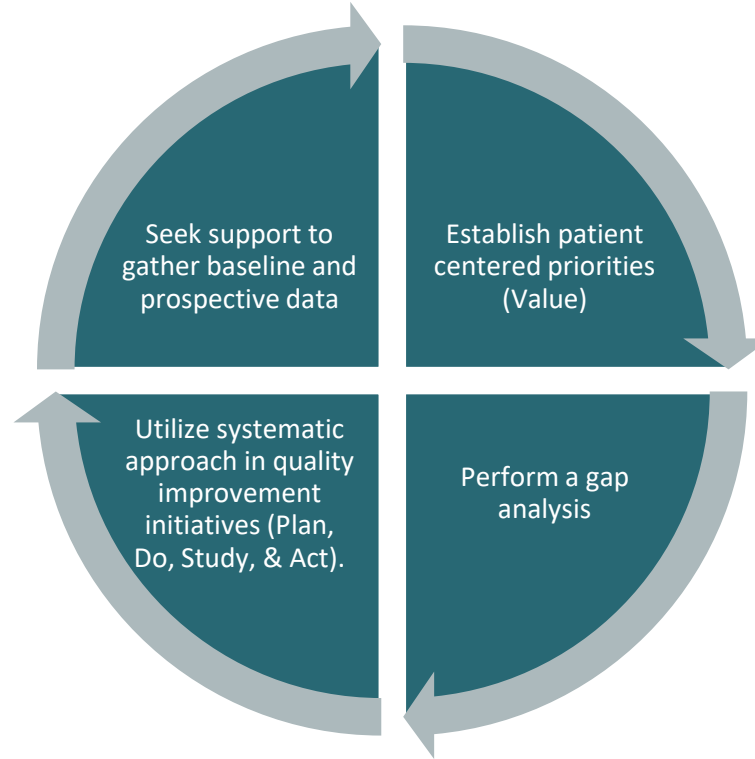 Seek support to
gather baseline and
prospective data
Establish patient
centered priorities
(Value)
Utilize systematic
approach in quality
improvement
initiatives (Plan,
Do, Study, & Act).
Perform a gap
analysis